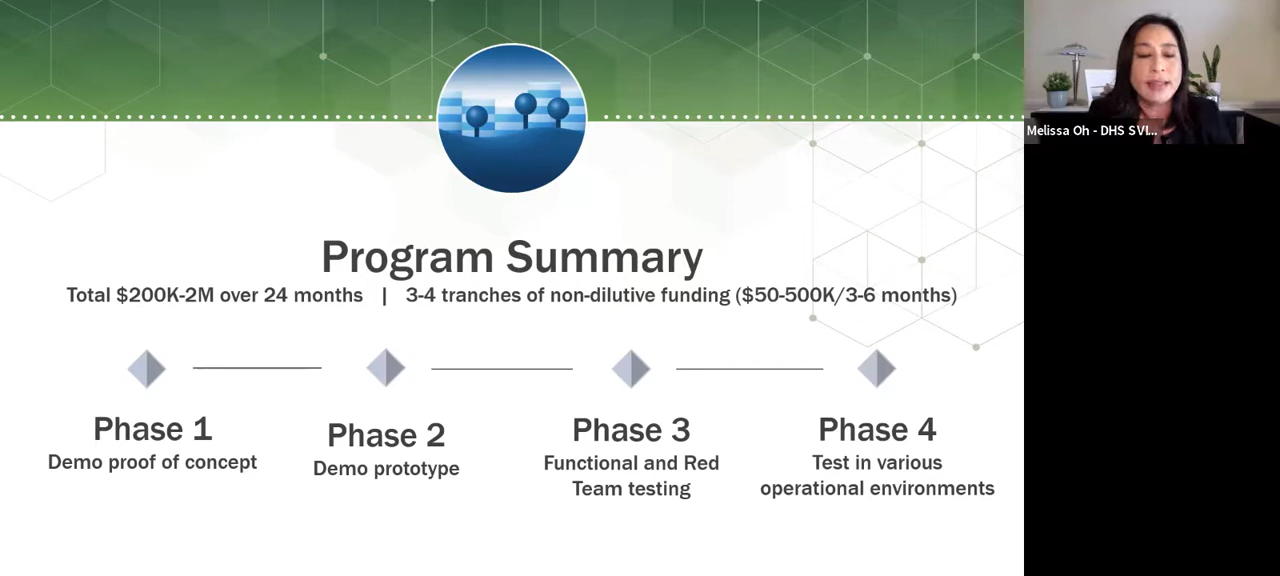 Program Summary
Total $200K-2M over 24 months | 3-4 tranches of non-dilutive funding ($50-500K/3-6 months)
Phase 1
Demo proof of concept
Phase 2
Demo prototype
Phase 3
Functional and Red
Team testing
Phase 4
Test in various
operational environments
Melissa Oh - DHS SVI...